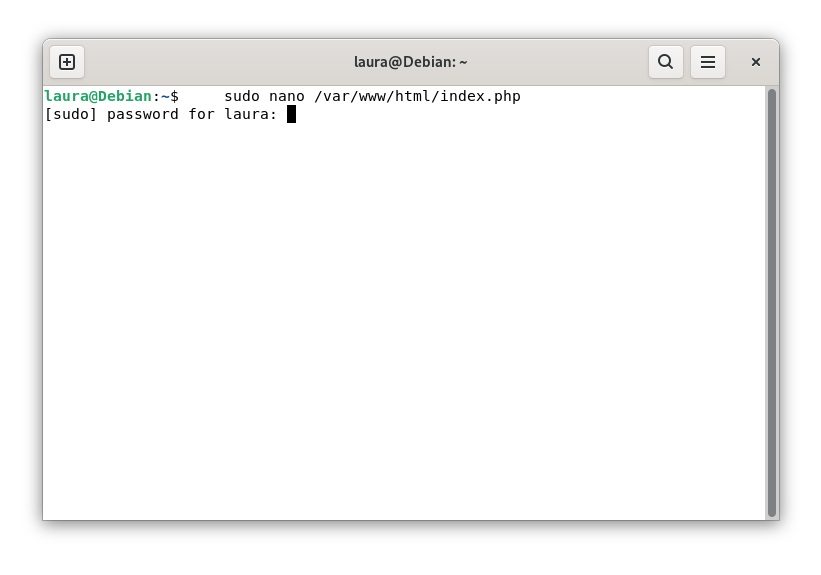 laura@Debian: ~
laura@Debian:~$     sudo nano /var/www/html/index.php
[sudo] password for laura: